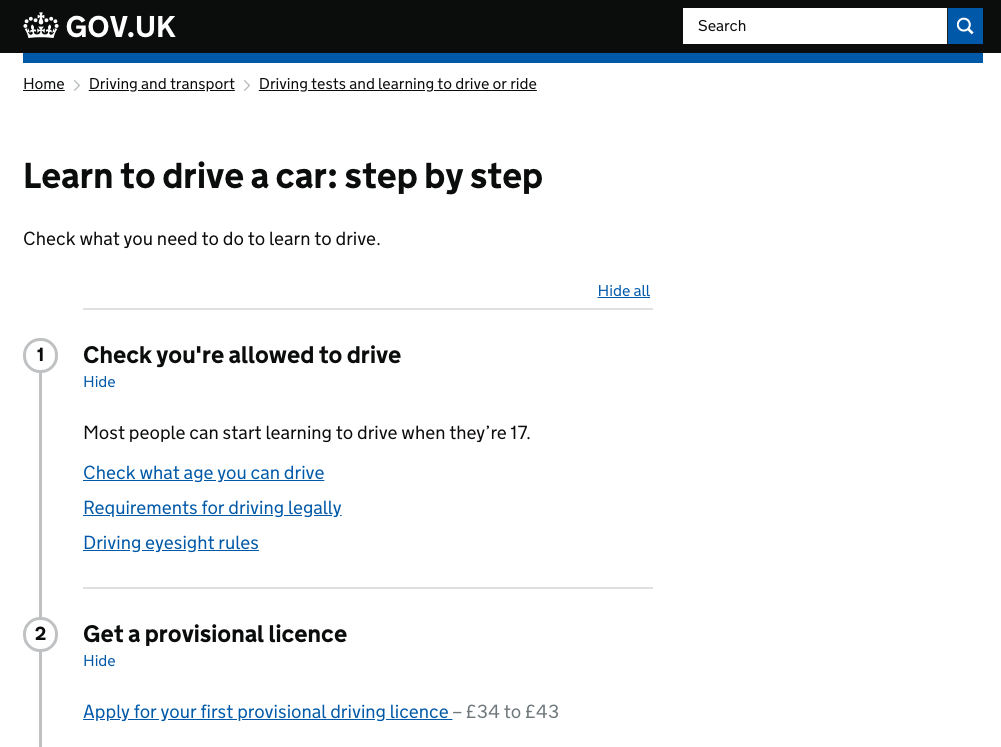 GOV.UK
Search
Home > Driving and transport > Driving tests and learning to drive or ride
Learn to drive a car: step by step
Check what you need to do to learn to drive.
Hide all
1 Check you're allowed to drive
Hide
Most people can start learning to drive when they’re 17.
Check what age you can drive
Requirements for driving legally
Driving eyesight rules
2 Get a provisional licence
Hide
Apply for your first provisional driving licence – £34 to £43